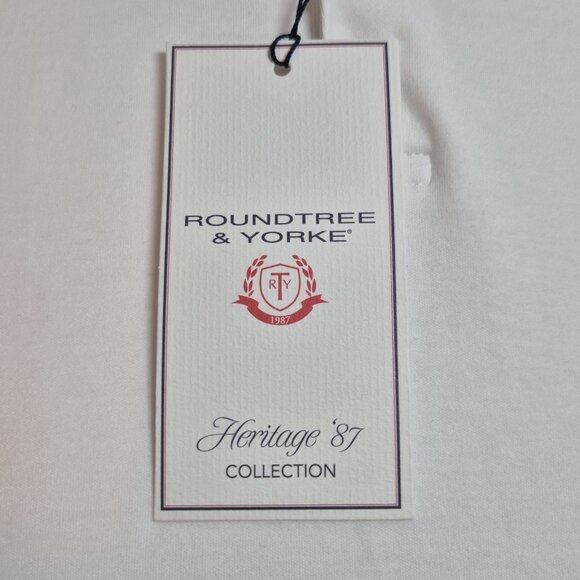 ROUNDTREE
& YORKE®
RTY
1987
Heritage '87
COLLECTION